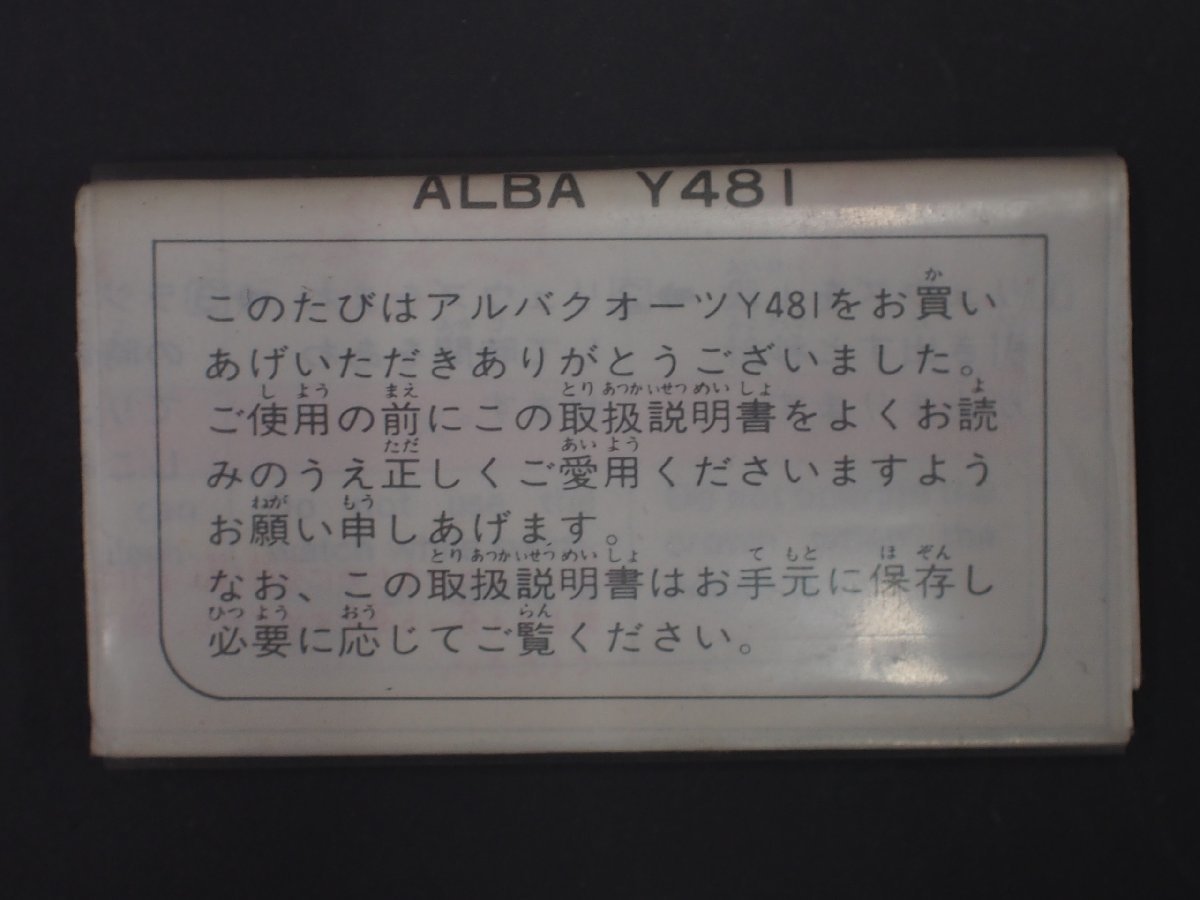 ALBA Y481
このたびはアルバクオーツY481をお買い
あげいただきありがとうございました。
ご使用の前にこの取扱説明書をよくお読
みのうえ正しくご愛用くださいますよう
お願い申しあげます。
なお、この取扱説明書はお手元に保存し
必要に応じてご覧ください。